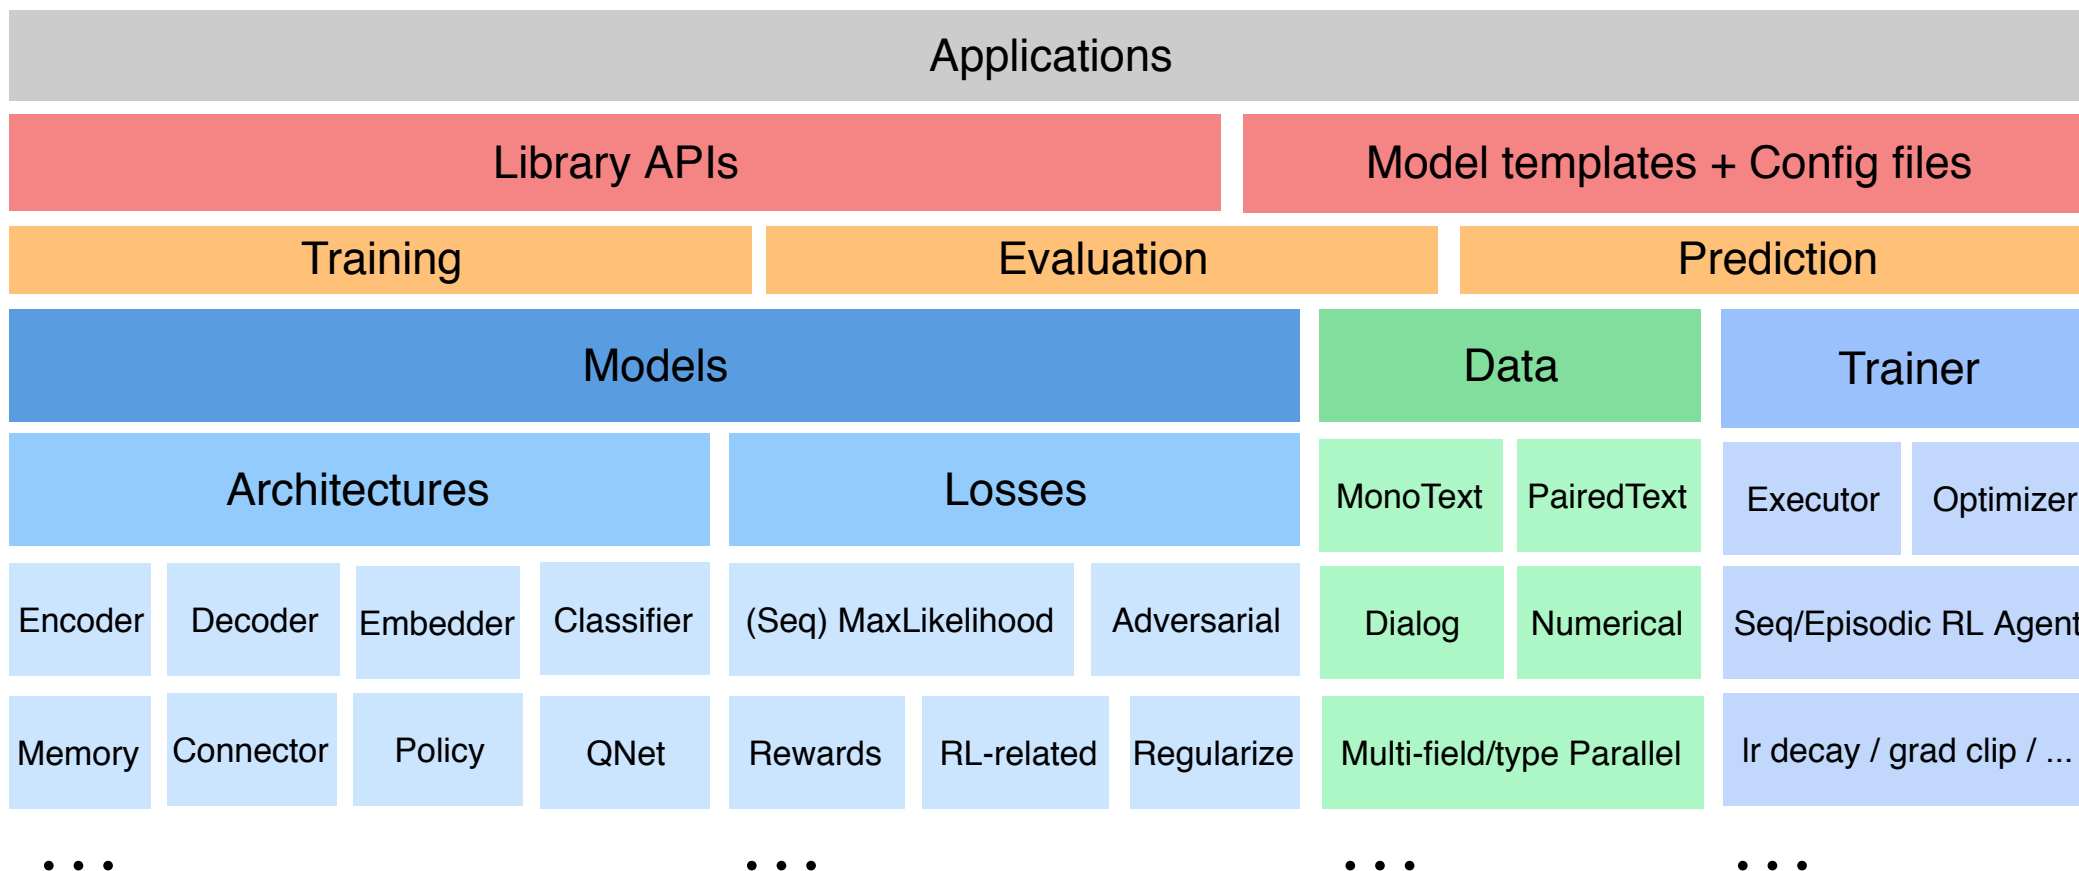 Applications
Library APIs
Model templates + Config files
Training
Evaluation
Prediction
Models
Data
Trainer
Architectures
Losses
MonoText
PairedText
Executor
Optimizer
Encoder
Decoder
Embedder
Classifier
(Seq) MaxLikelihood
Adversarial
Dialog
Numerical
Seq/Episodic RL Agent
Memory
Connector
Policy
QNet
Rewards
RL-related
Regularize
Multi-field/type Parallel
lr decay / grad clip / ...
...
...
...
...